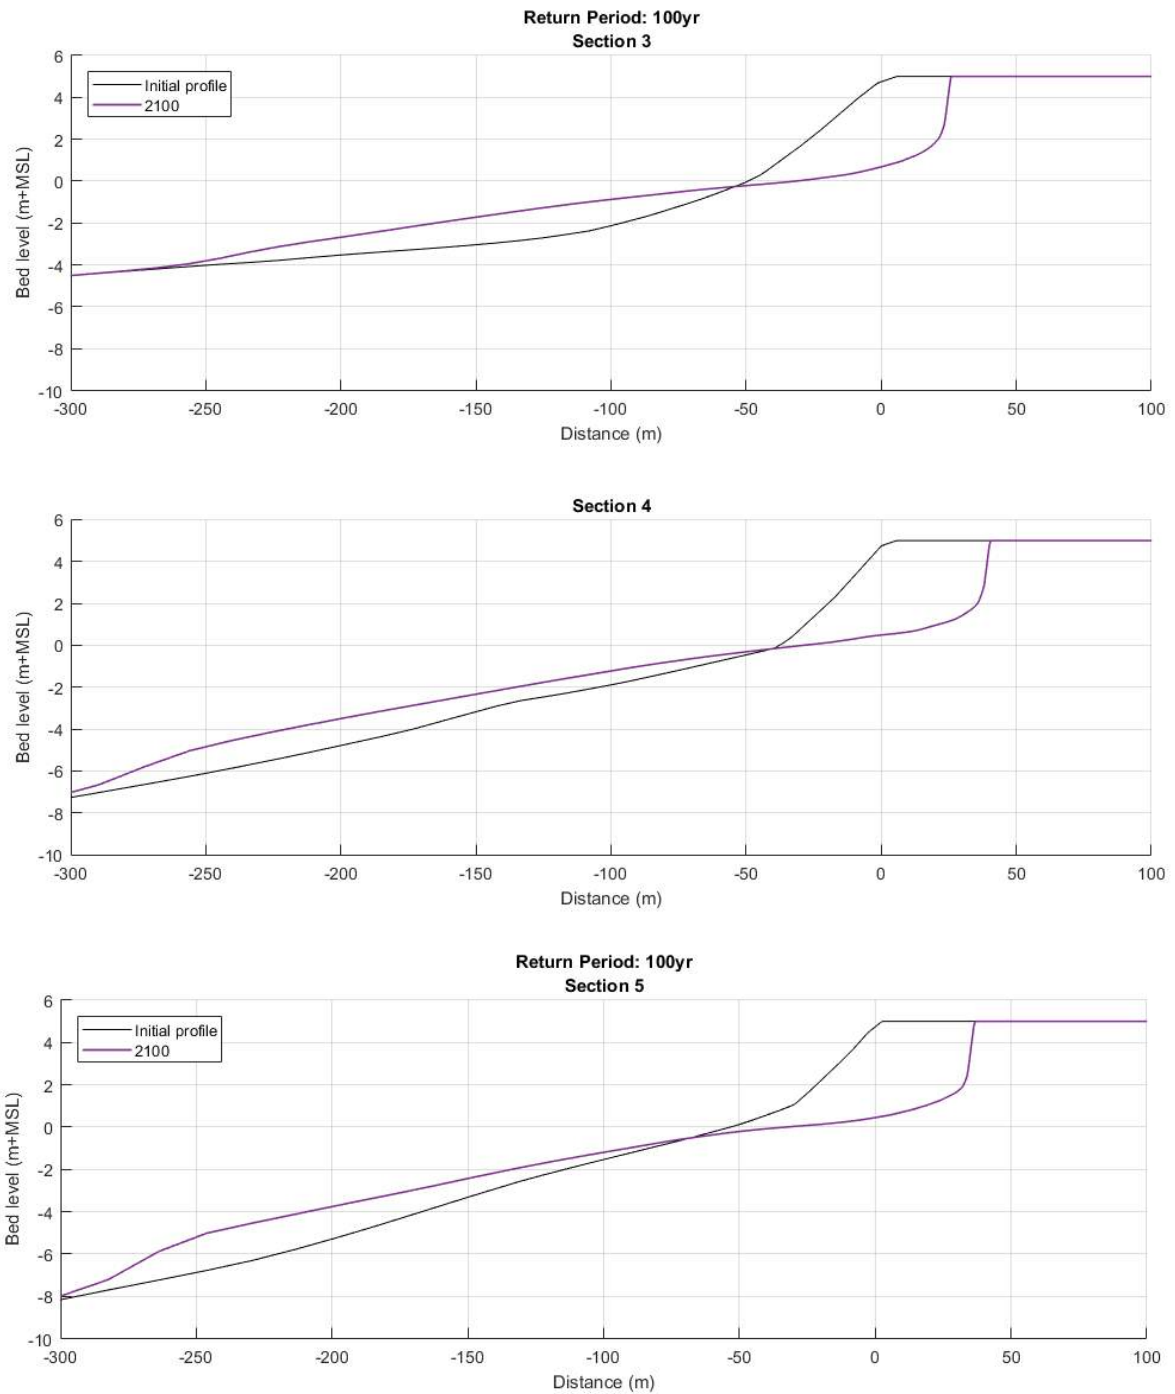 Return Period: 100yr
Section 3
Initial profile
2100
Bed level (m+MSL)
6
4
2
0
-2
-4
-6
-8
-10
-300 -250 -200 -150 -100 -50 0 50 100
Distance (m)
Section 4
Bed level (m+MSL)
6
4
2
0
-2
-4
-6
-8
-10
-300 -250 -200 -150 -100 -50 0 50 100
Distance (m)
Return Period: 100yr
Section 5
Initial profile
2100
Bed level (m+MSL)
6
4
2
0
-2
-4
-6
-8
-10
-300 -250 -200 -150 -100 -50 0 50 100
Distance (m)